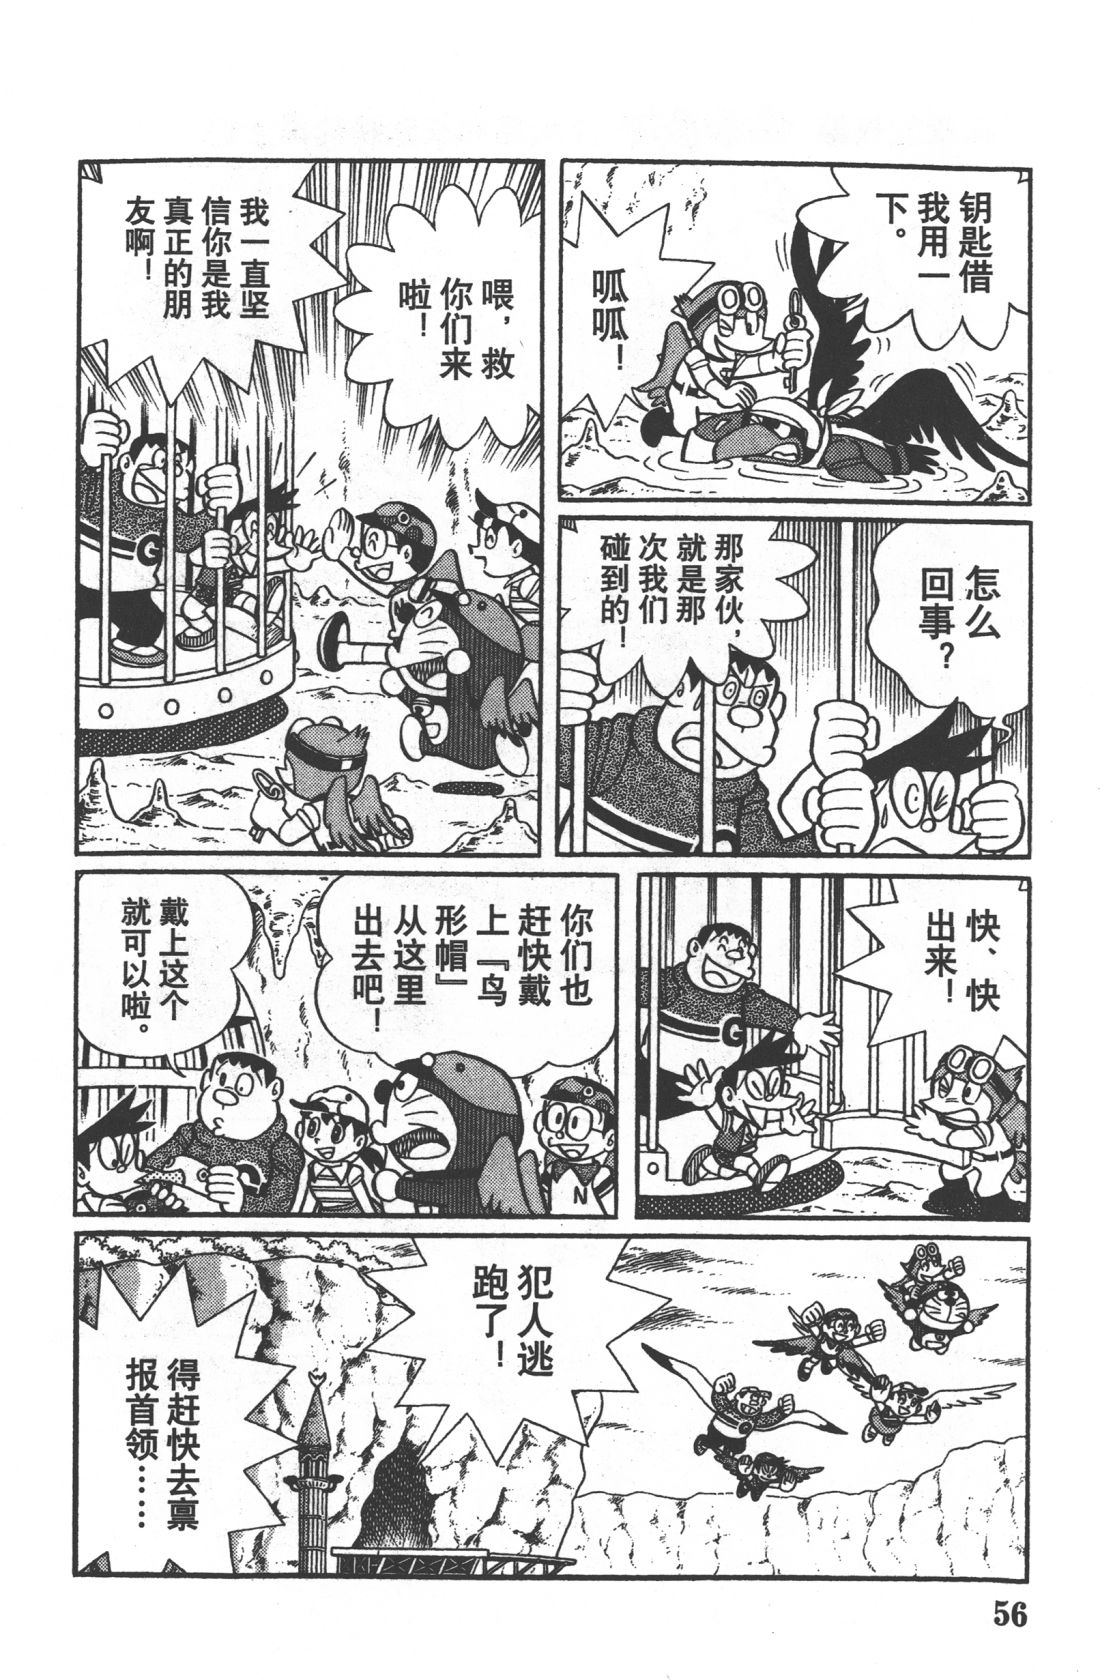 钥匙借
我用一
下。
呱
呱！
怎么
回事？
那家伙，
就是那
次我们
碰到的！
喂，救
你们来
啦！
我一直坚
信你是我
真正的朋
友啊！
快、快
出来！
你们也
赶快戴
上『鸟
形帽』
从这里
出去吧！
戴上这个
就可以啦。
犯人逃
跑了！
得赶快去禀
报首领……
G
G
N
G
56